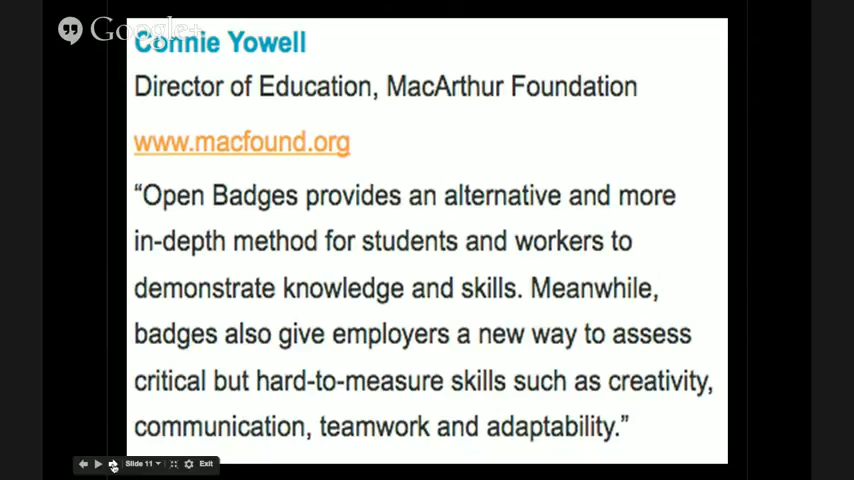 Google+
Connie Yowell
Director of Education, MacArthur Foundation
www.macfound.org
“Open Badges provides an alternative and more
in-depth method for students and workers to
demonstrate knowledge and skills. Meanwhile,
badges also give employers a new way to assess
critical but hard-to-measure skills such as creativity,
communication, teamwork and adaptability.”
Slide 11 Exit